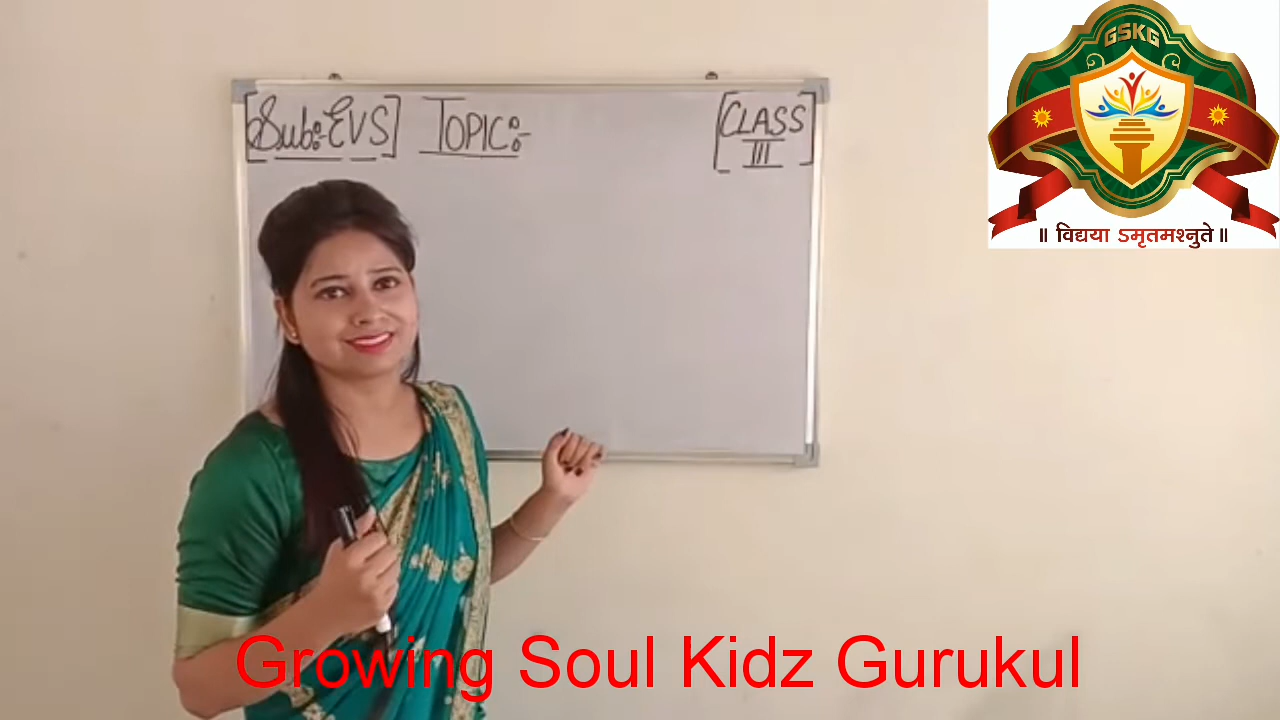 [Sub:EVS] TOPIC:- [CLASS III]
GSKG
॥ विद्यया ऽमृतमश्नुते ॥
Growing Soul Kidz Gurukul